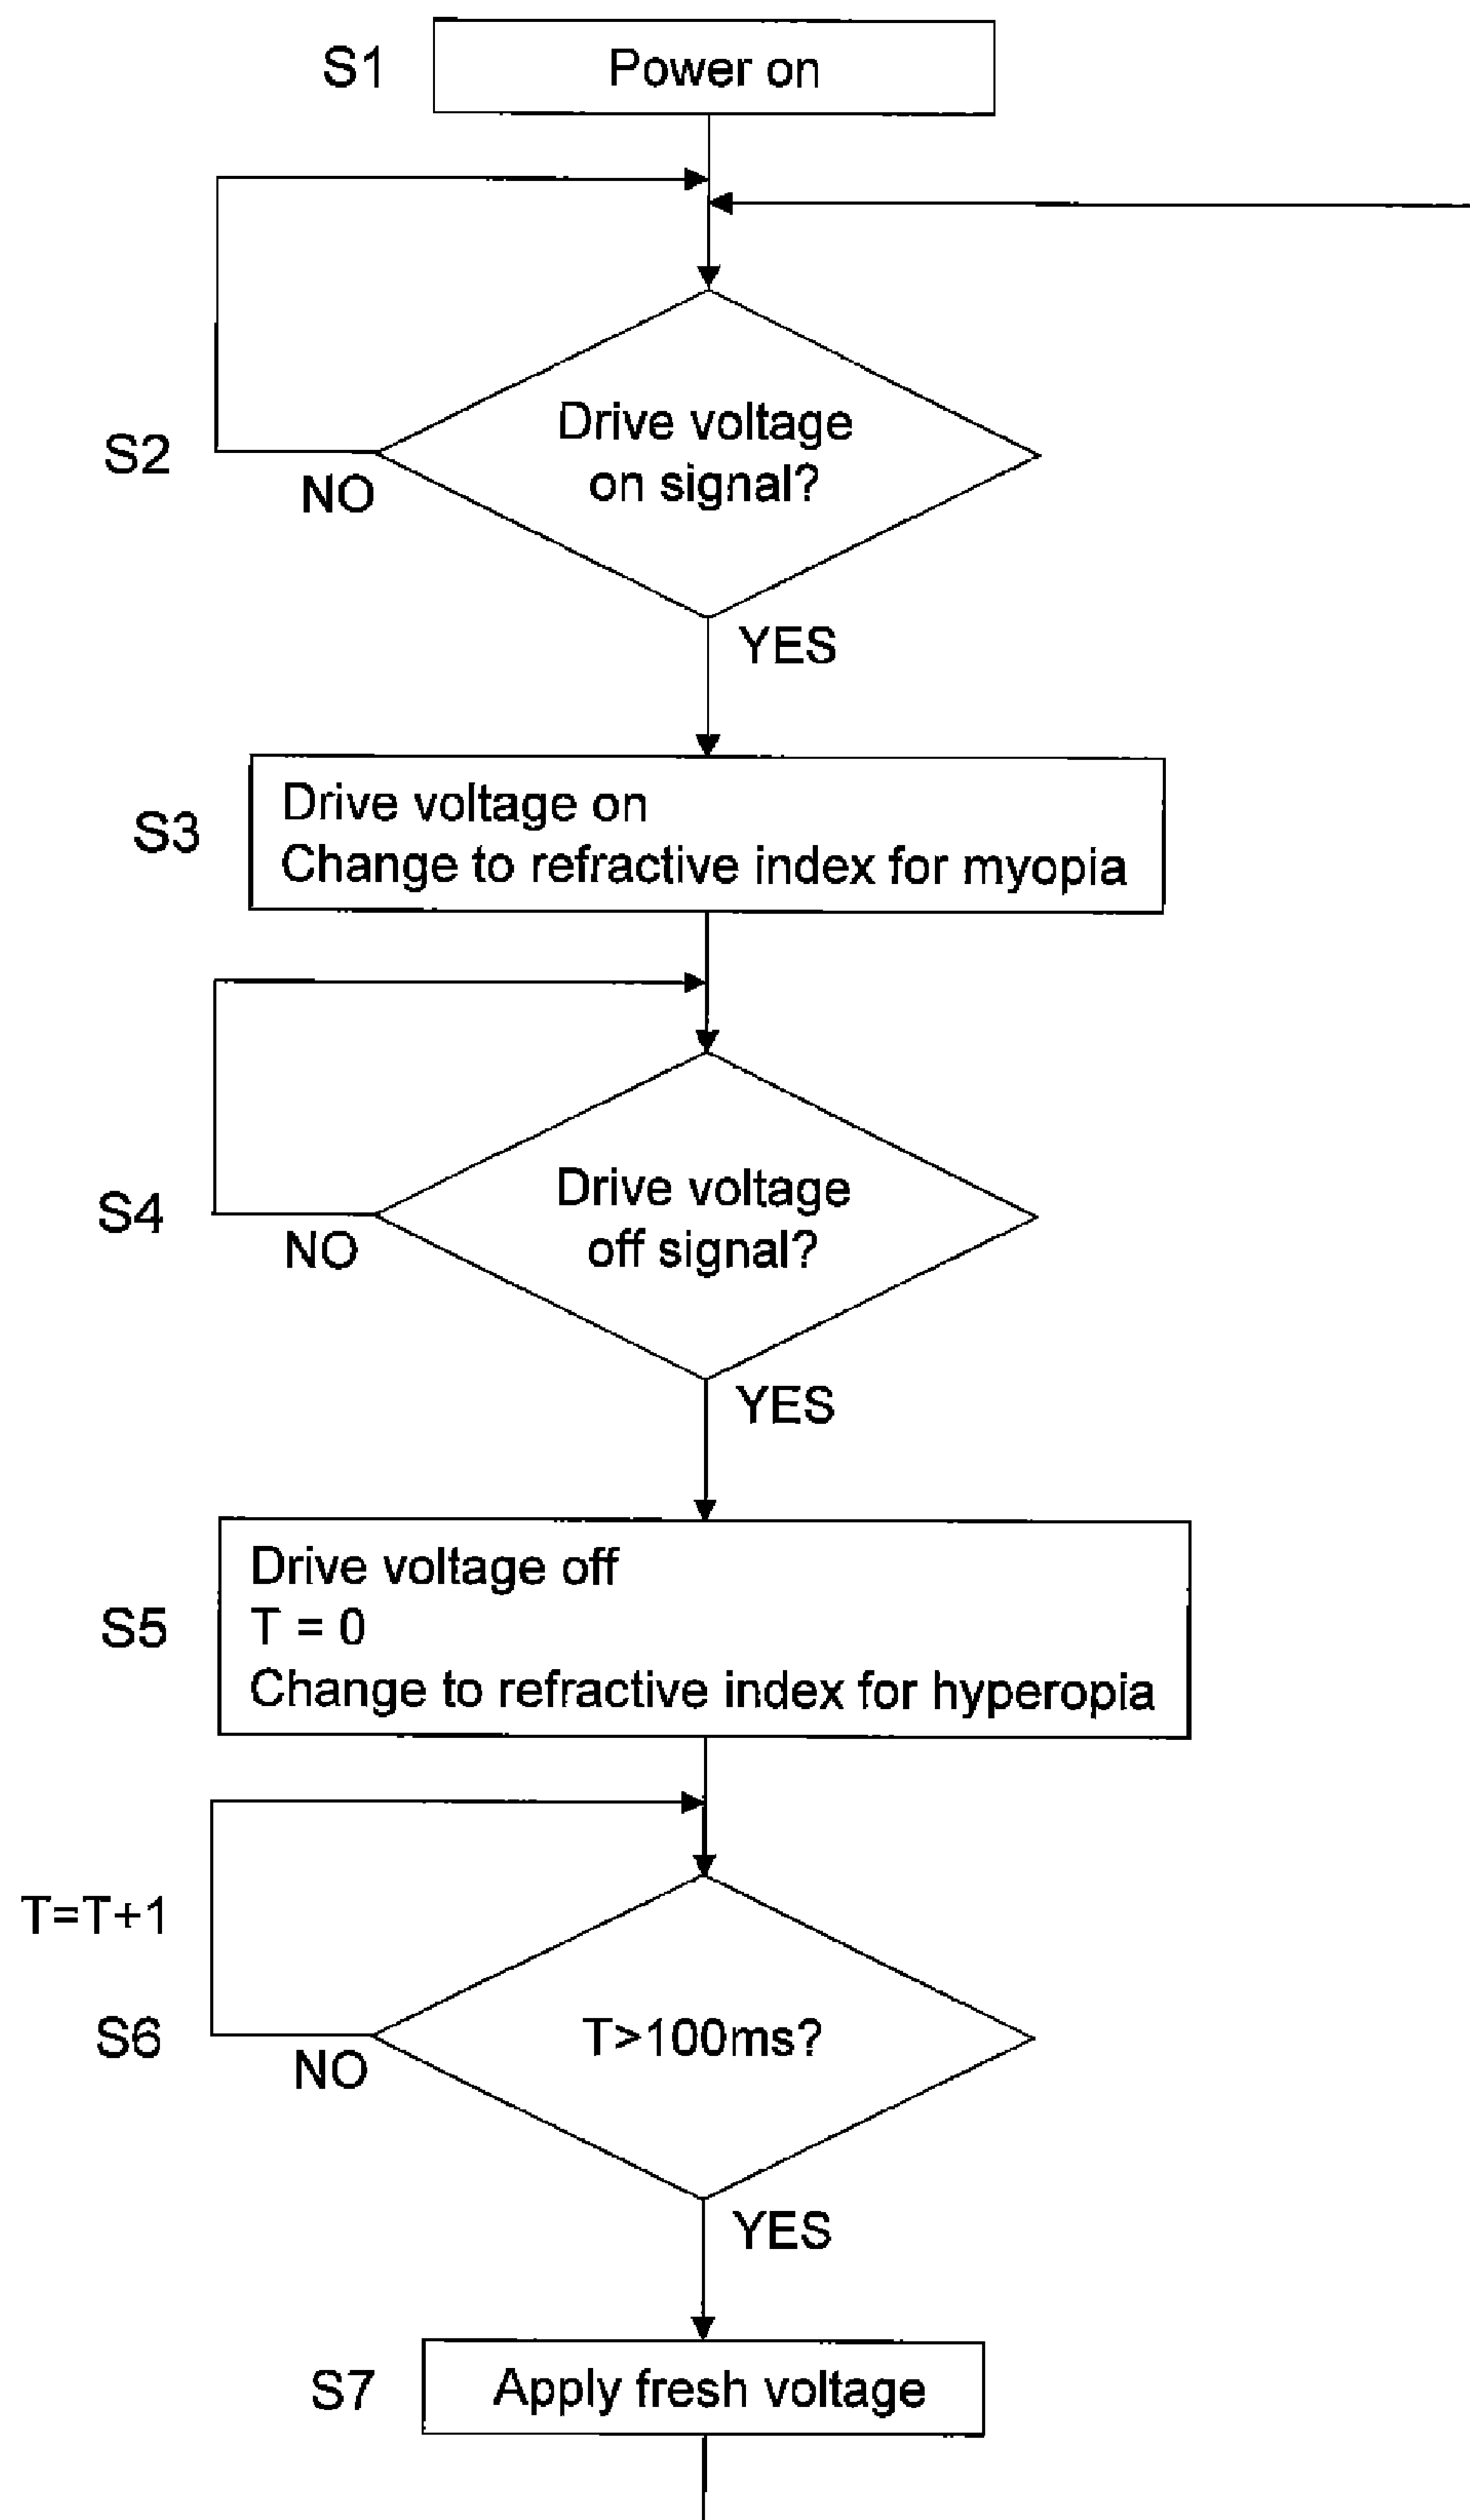 S1
Power on
Drive voltage
on signal?
S2
NO
YES
S3
Drive voltage on
Change to refractive index for myopia
Drive voltage
off signal?
S4
NO
YES
S5
Drive voltage off
T = 0
Change to refractive index for hyperopia
T=T+1
S6
T>100ms?
NO
YES
S7
Apply fresh voltage